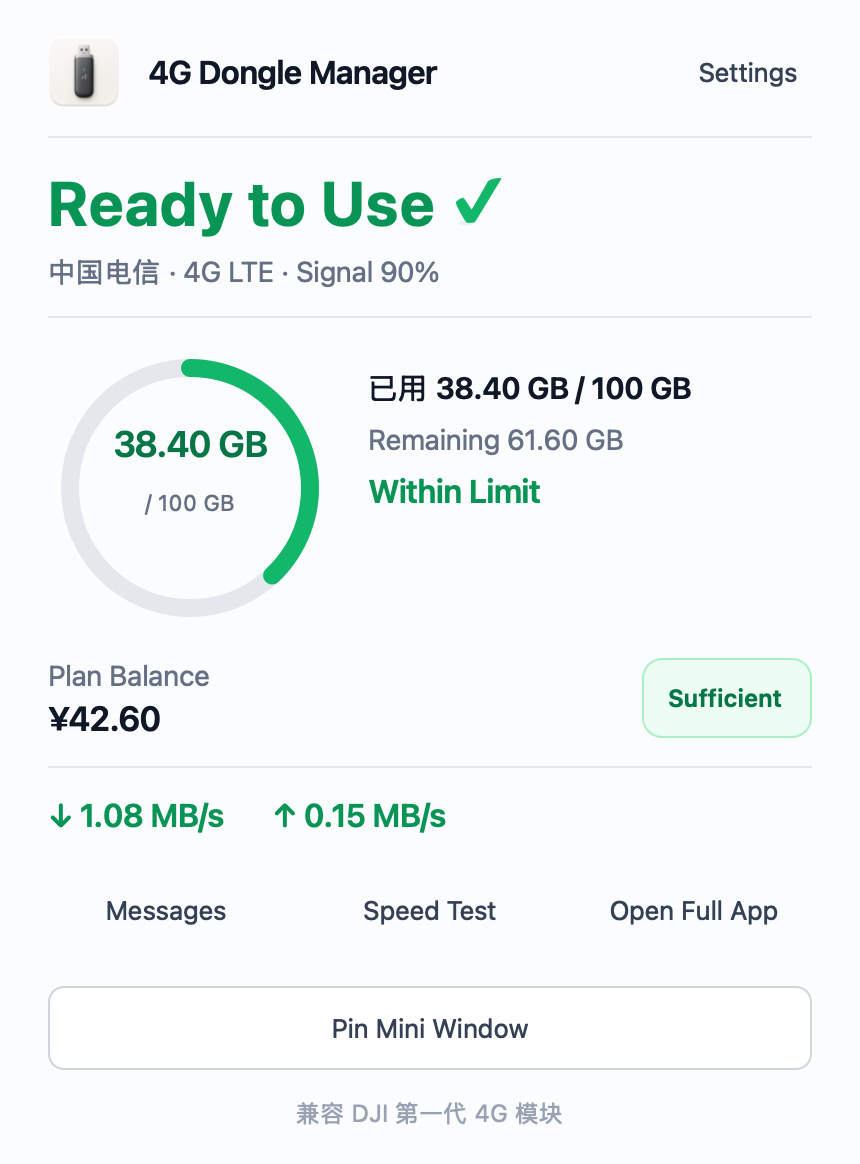 4G Dongle Manager
Settings
Ready to Use ✓
中国电信 · 4G LTE · Signal 90%
38.40 GB
/ 100 GB
已用 38.40 GB / 100 GB
Remaining 61.60 GB
Within Limit
Plan Balance
¥42.60
Sufficient
↓ 1.08 MB/s ↑ 0.15 MB/s
Messages
Speed Test
Open Full App
Pin Mini Window
兼容 DJI 第一代 4G 模块